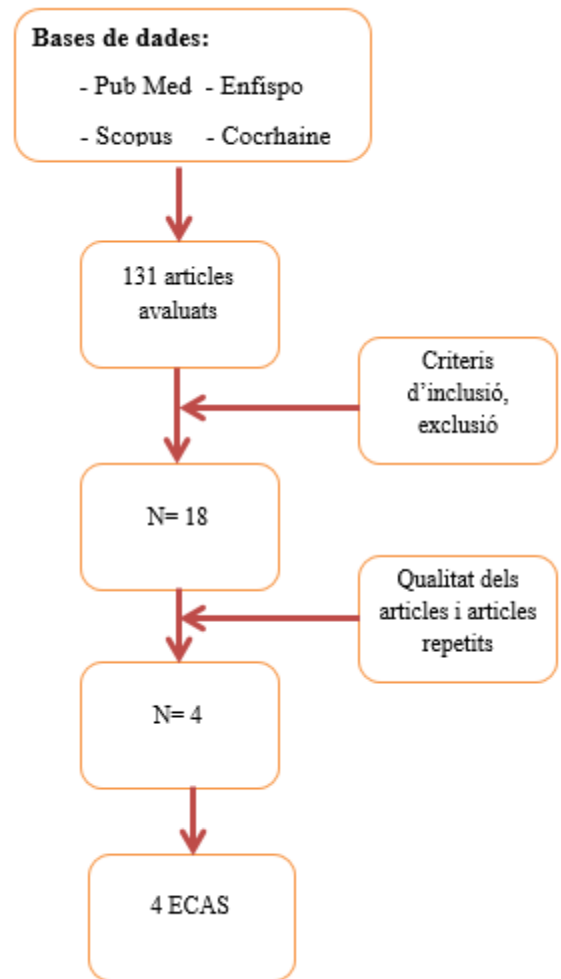 Bases de dades:
- Pub Med - Enfíspo
- Scopus - Cocrhaine
131 articles
avaluats
Criteris
d’inclusió,
exclusió
N= 18
Qualitat dels
articles i articles
repetits
N= 4
4 ECAS